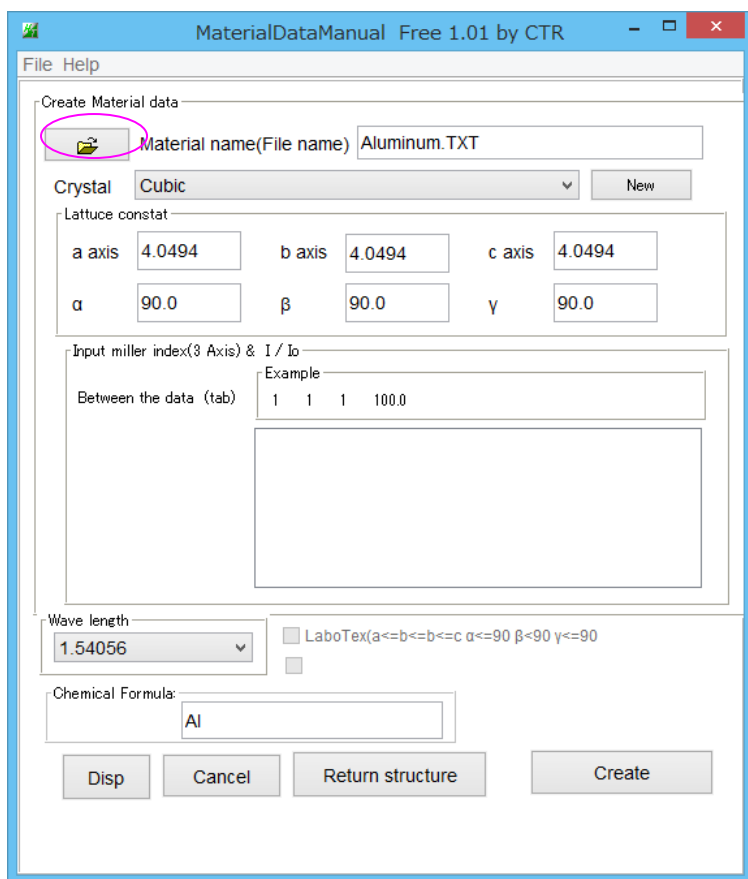 MaterialDataManual Free 1.01 by CTR
File Help
Create Material data
Material name(File name) Aluminum.TXT
Crystal Cubic New
Lattuce constat
a axis 4.0494 b axis 4.0494 c axis 4.0494
α 90.0 β 90.0 γ 90.0
Input miller index(3 Axis) & I / Io
Example
Between the data (tab) 1 1 1 100.0
Wave length
1.54056
LaboTex(a<=b<=b<=c α<=90 β<90 γ<=90
Chemical Formula:
Al
Disp Cancel Return structure Create